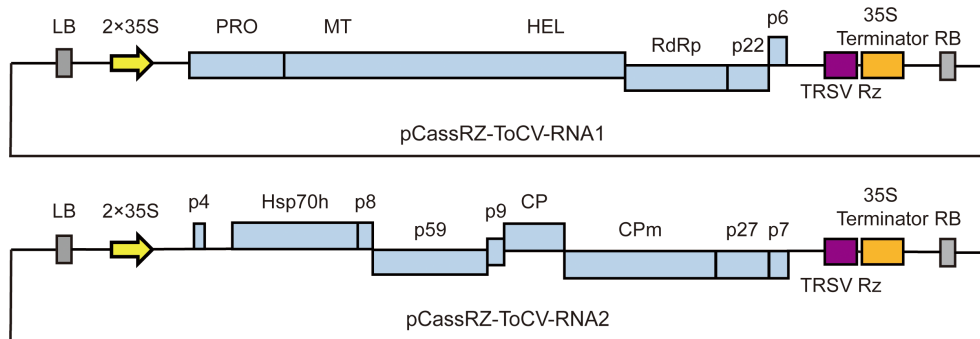 LB 2×35S PRO MT HEL RdRp p22 p6 35S
Terminator RB
TRSV Rz
pCassRZ-ToCV-RNA1
LB 2×35S p4 Hsp70h p8 p59 p9 CP CPm p27 p7 35S
Terminator RB
TRSV Rz
pCassRZ-ToCV-RNA2